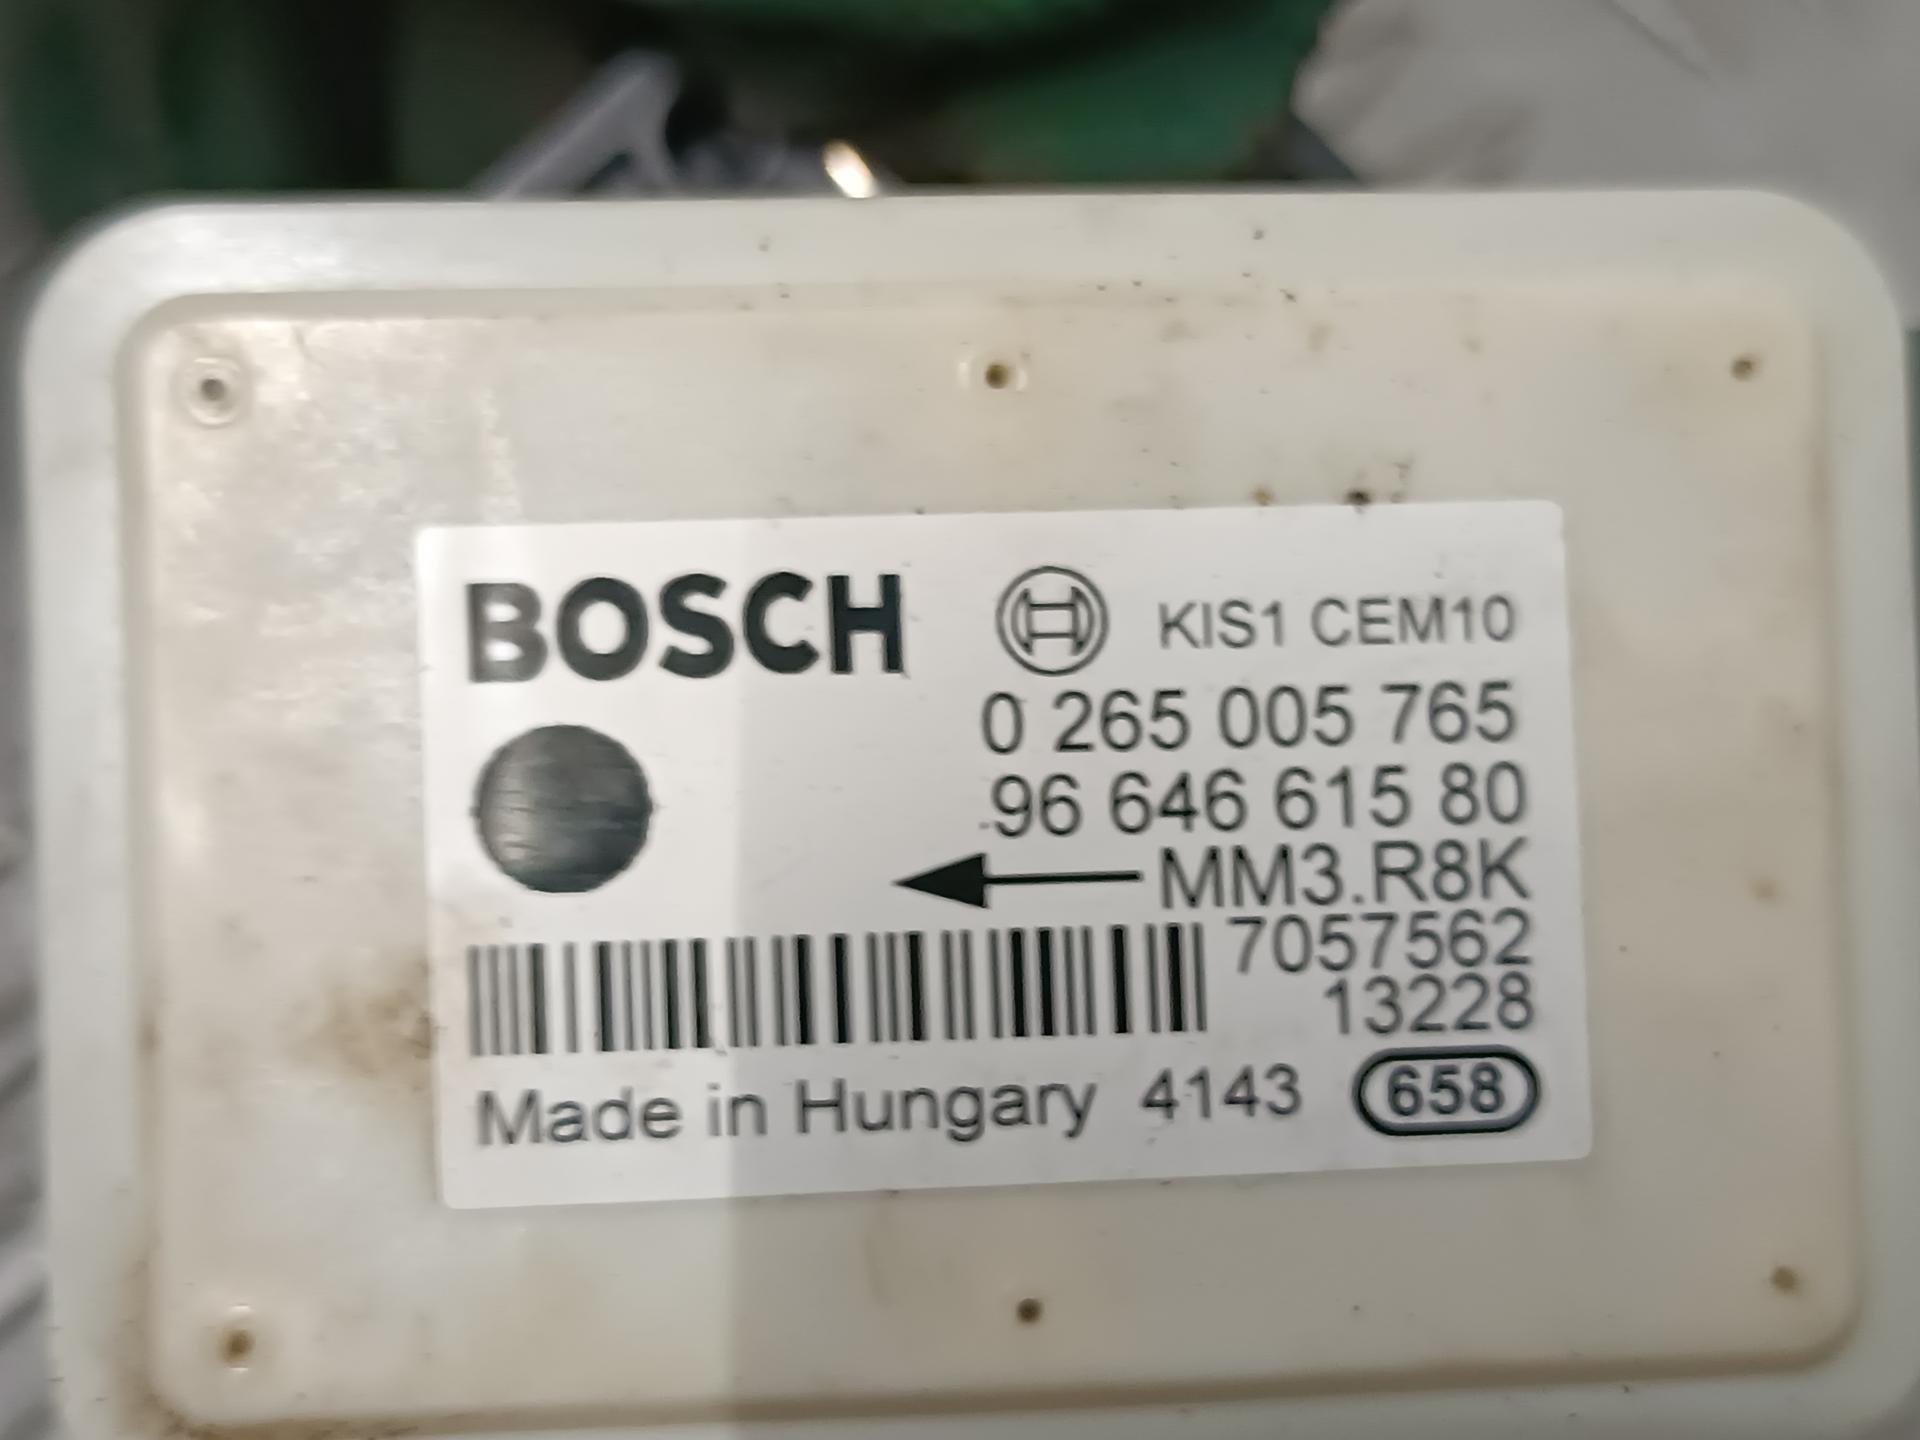 BOSCH KIS1 CEM10
0 265 005 765
96 646 615 80
MM3.R8K
7057562
13228
Made in Hungary 4143 658